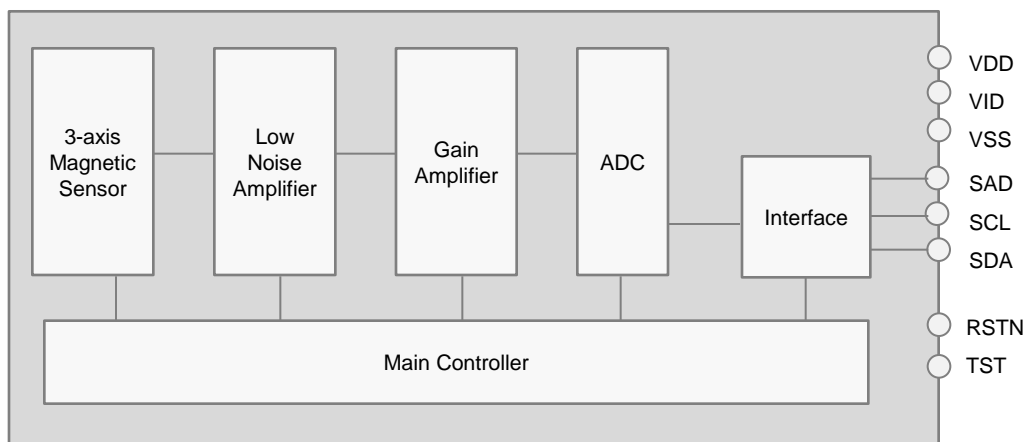 3-axis
Magnetic
Sensor
Low
Noise
Amplifier
Gain
Amplifier
ADC
Interface
Main Controller
VDD
VID
VSS
SAD
SCL
SDA
RSTN
TST